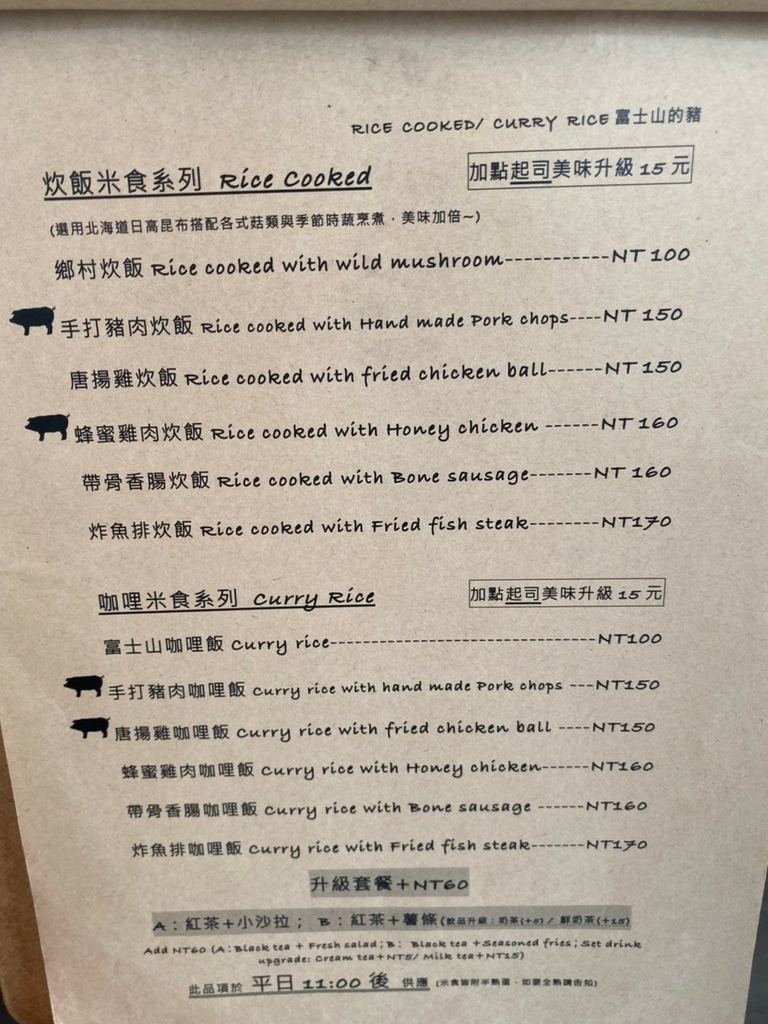 RICE COOKED/ CURRY RICE 富士山的豬
炊飯米食系列 Rice Cooked
加點起司美味升級 15 元
(選用北海道日高昆布搭配各式菇類與季節時蔬烹煮，美味加倍~)
鄉村炊飯 Rice cooked with wild mushroom-----------NT 100
手打豬肉炊飯 Rice cooked with Hand made Pork chops----NT 150
唐揚雞炊飯 Rice cooked with fried chicken ball------NT 150
蜂蜜雞肉炊飯 Rice cooked with Honey chicken -------NT 160
帶骨香腸炊飯 Rice cooked with Bone sausage-------NT 160
炸魚排炊飯 Rice cooked with Fried fish steak--------NT170
咖哩米食系列 Curry Rice
加點起司美味升級 15 元
富士山咖哩飯 Curry rice------------------------------NT100
手打豬肉咖哩飯 Curry rice with hand made Pork chops ---NT150
唐揚雞咖哩飯 Curry rice with fried chicken ball ----NT150
蜂蜜雞肉咖哩飯 Curry rice with Honey chicken------NT160
帶骨香腸咖哩飯 Curry rice with Bone sausage ------NT160
炸魚排咖哩飯 Curry rice with Fried fish steak-------NT170
升級套餐+NT60
A：紅茶+小沙拉； B：紅茶+薯條(飲品升級：奶茶(+5) / 鮮奶茶(+15)
Add NT60 (A：Black tea + Fresh salad；B： Black tea +Seasoned fries；Set drink
upgrade: Cream tea+NT5/ Milk tea+NT15)
此品項於 平日 11:00 後 供應 (米食皆附半熟蛋，如要全熟請告知)